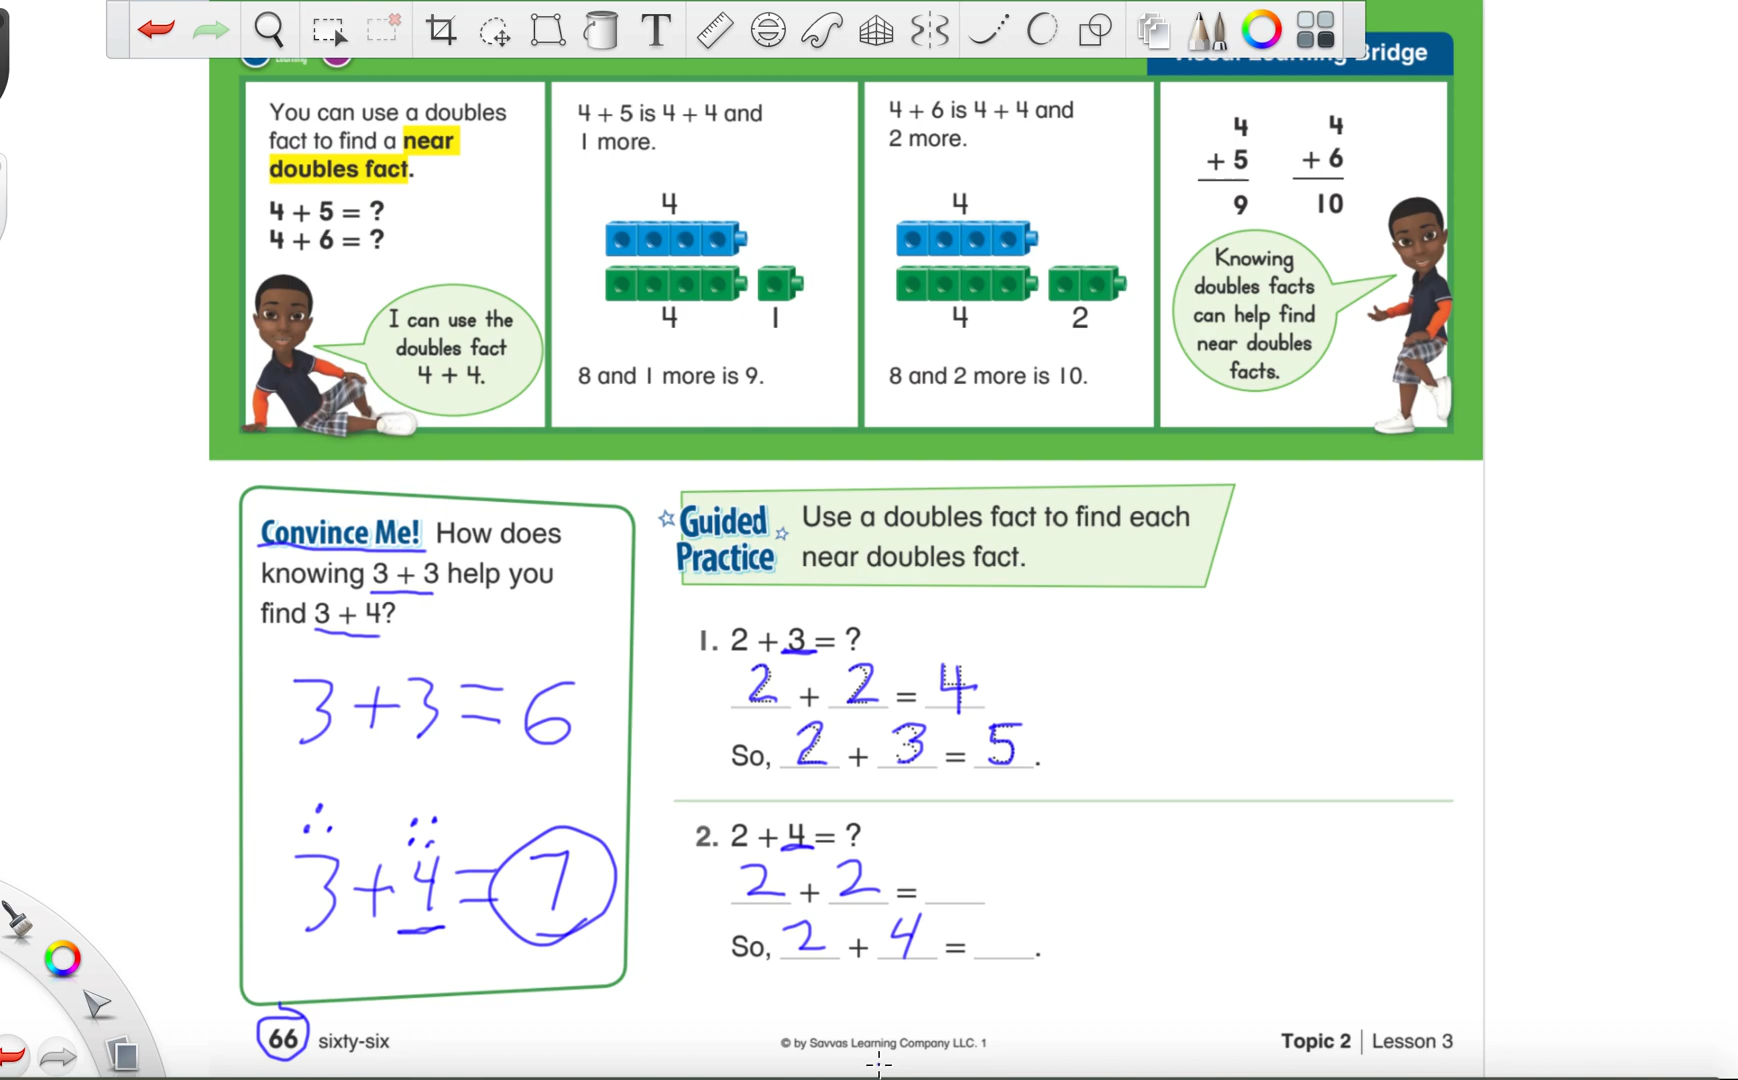 Learning
Visual Learning Bridge
You can use a doubles
fact to find a near
doubles fact.
4 + 5 = ?
4 + 6 = ?
I can use the
doubles fact
4 + 4.
4 + 5 is 4 + 4 and
1 more.
4
4 1
8 and 1 more is 9.
4 + 6 is 4 + 4 and
2 more.
4
4 2
8 and 2 more is 10.
4
+ 5
9
4
+ 6
10
Knowing
doubles facts
can help find
near doubles
facts.
Convince Me! How does
knowing 3 + 3 help you
find 3 + 4?
3+3=6
3+4=7
Guided
Practice
Use a doubles fact to find each
near doubles fact.
1. 2 + 3 = ?
2 + 2 = 4
So, 2 + 3 = 5.
2. 2 + 4 = ?
2 + 2 =
So, 2 + 4 = .
66 sixty-six
© by Savvas Learning Company LLC. 1
Topic 2 | Lesson 3